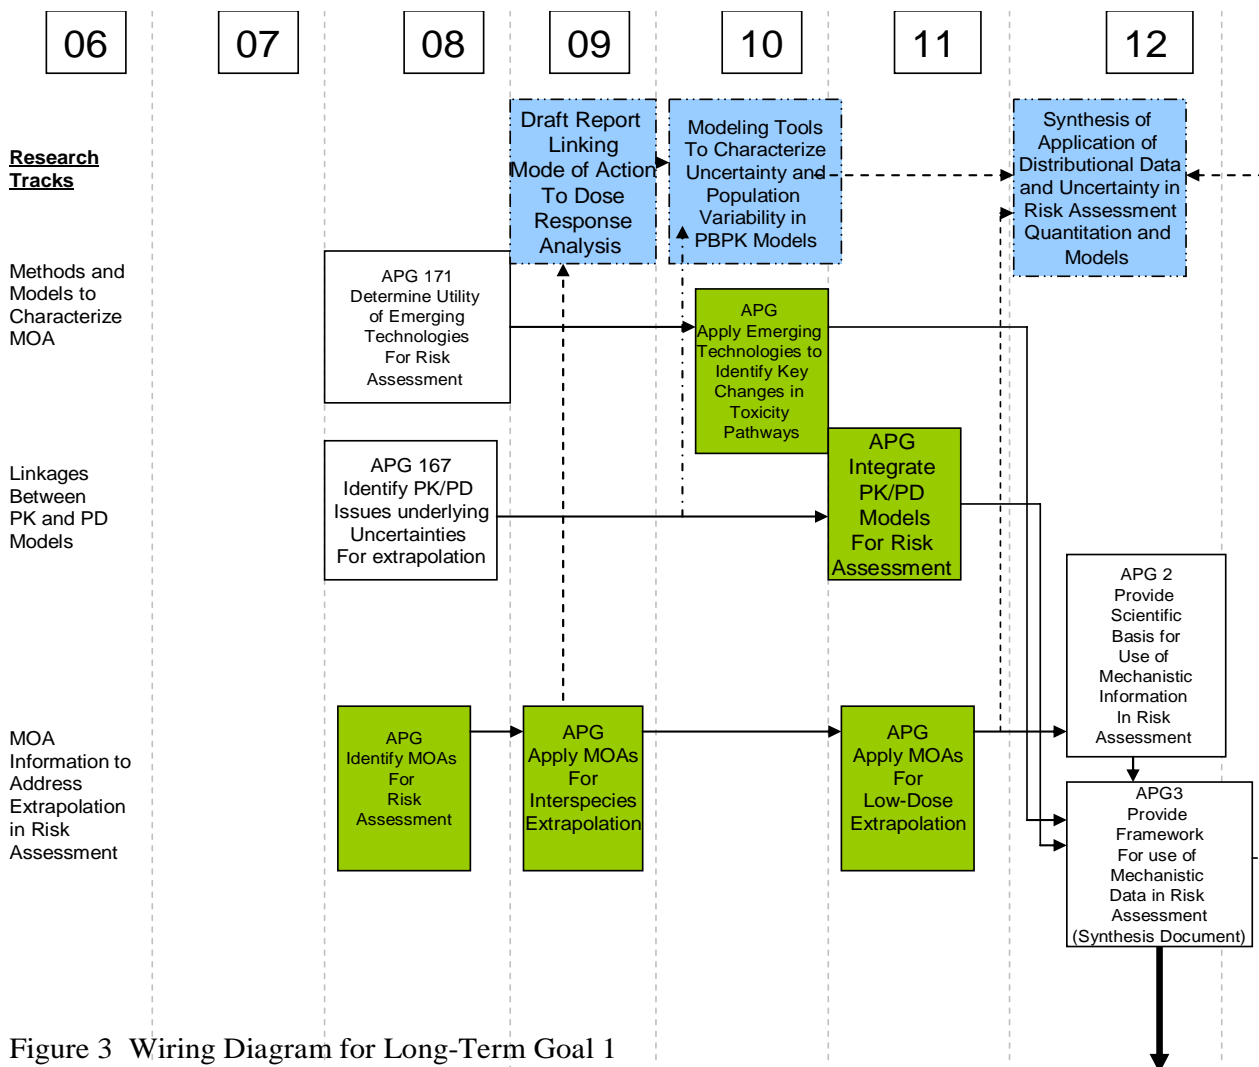 06
07
08
09
10
11
12
Research
Tracks
Draft Report
Linking
Mode of Action
To Dose
Response
Analysis
Modeling Tools
To Characterize
Uncertainty and
Population
Variability in
PBPK Models
Synthesis of
Application of
Distributional Data
and Uncertainty in
Risk Assessment
Quantitation and
Models
Methods and
Models to
Characterize
MOA
APG 171
Determine Utility
of Emerging
Technologies
For Risk
Assessment
APG
Apply Emerging
Technologies to
Identify Key
Changes in
Toxicity
Pathways
Linkages
Between
PK and PD
Models
APG 167
Identify PK/PD
Issues underlying
Uncertainties
For extrapolation
APG
Integrate
PK/PD
Models
For Risk
Assessment
APG 2
Provide
Scientific
Basis for
Use of
Mechanistic
Information
In Risk
Assessment
MOA
Information to
Address
Extrapolation
in Risk
Assessment
APG
Identify MOAs
For
Risk
Assessment
APG
Apply MOAs
For
Interspecies
Extrapolation
APG
Apply MOAs
For
Low-Dose
Extrapolation
APG3
Provide
Framework
For use of
Mechanistic
Data in Risk
Assessment
(Synthesis Document)
Figure 3 Wiring Diagram for Long-Term Goal 1